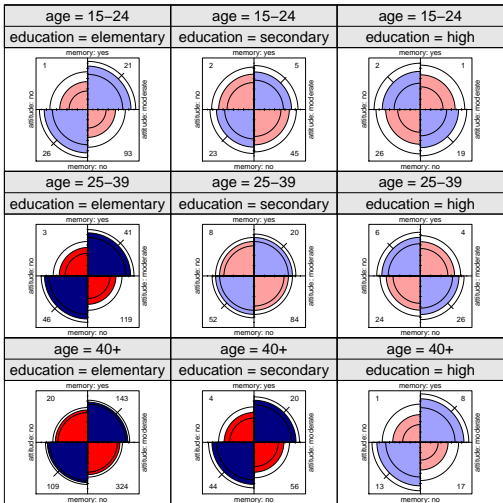 age = 15−24
age = 15−24
age = 15−24
education = elementary
education = secondary
education = high
memory: yes
memory: yes
memory: yes
1
21
2
5
2
1
attitude: no
attitude: moderate
attitude: no
attitude: moderate
attitude: no
attitude: moderate
26
93
23
45
26
19
memory: no
memory: no
memory: no
age = 25−39
age = 25−39
age = 25−39
education = elementary
education = secondary
education = high
memory: yes
memory: yes
memory: yes
3
41
8
20
6
4
attitude: no
attitude: moderate
attitude: no
attitude: moderate
attitude: no
attitude: moderate
46
119
52
84
24
26
memory: no
memory: no
memory: no
age = 40+
age = 40+
age = 40+
education = elementary
education = secondary
education = high
memory: yes
memory: yes
memory: yes
20
143
4
20
1
8
attitude: no
attitude: moderate
attitude: no
attitude: moderate
attitude: no
attitude: moderate
109
324
44
56
13
17
memory: no
memory: no
memory: no